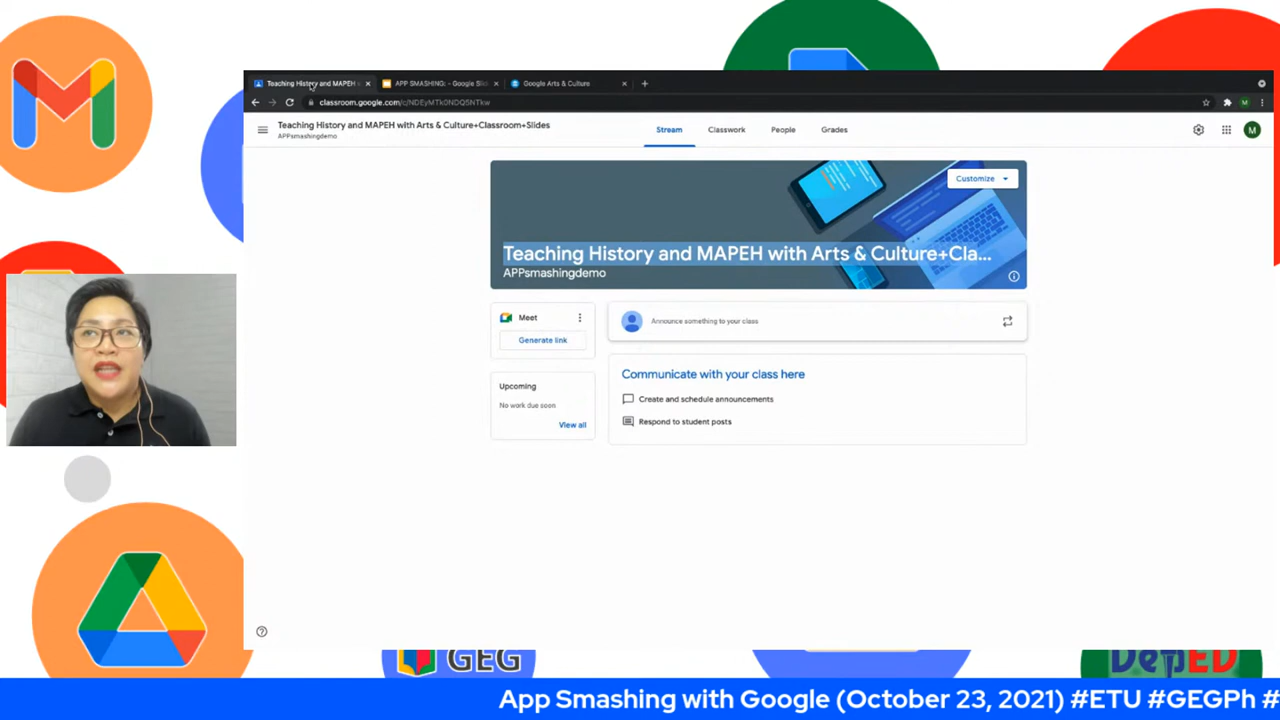 Teaching History and MAPEH
APP SMASHING: - Google Slid
Google Arts & Culture
classroom.google.com/c/NDEyMTk0NDQ5NTkw
M
Teaching History and MAPEH with Arts & Culture+Classroom+Slides
APPsmashingdemo
Stream
Classwork
People
Grades
M
Customize
Teaching History and MAPEH with Arts & Culture+Cla...
APPsmashingdemo
Meet
Generate link
Announce something to your class
Upcoming
No work due soon
View all
Communicate with your class here
Create and schedule announcements
Respond to student posts
GEG
DepED
App Smashing with Google (October 23, 2021) #ETU #GEGPh #